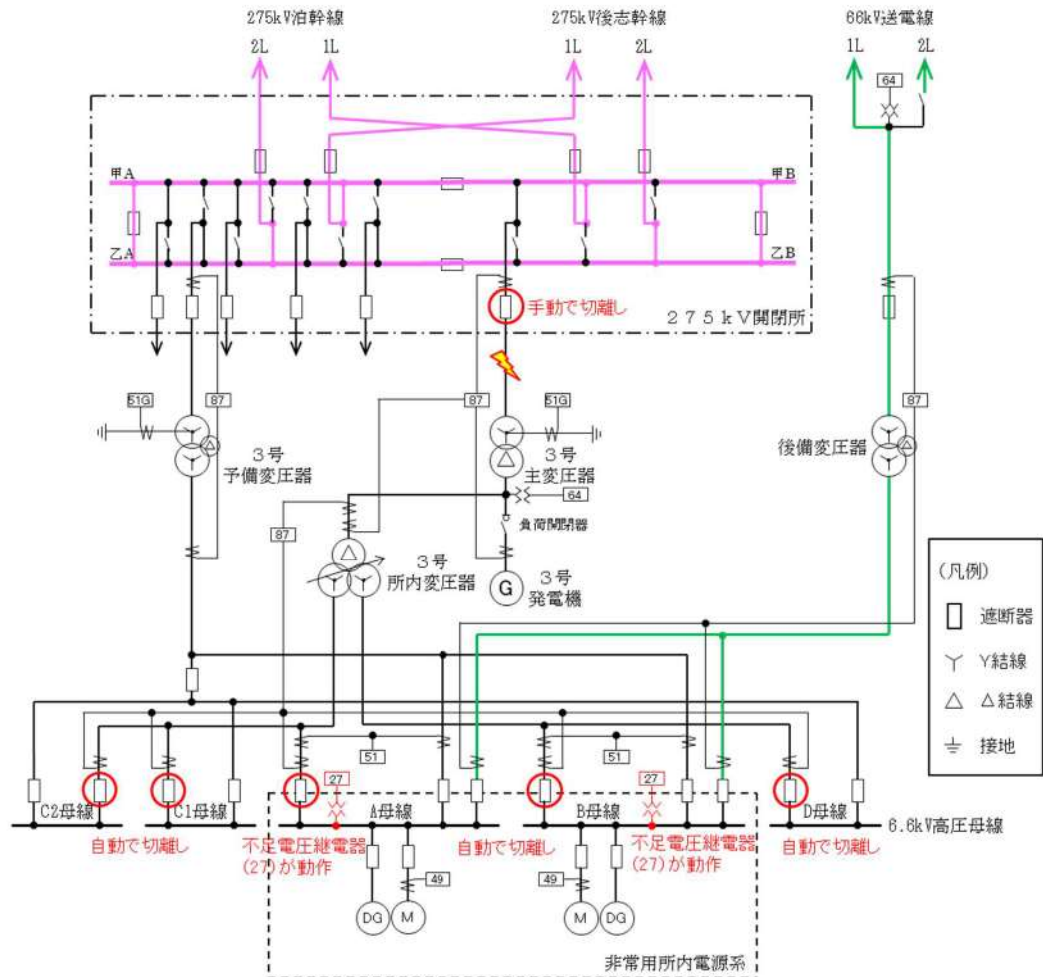 275kV泊幹線
275kV後志幹線
66kV送電線
2L
1L
1L
2L
1L
2L
64
甲A
甲B
乙A
乙B
手動で切離し
275kV開閉所
51G
87
87
51G
87
3号
予備変圧器
3号
主変圧器
後備変圧器
64
87
負荷開閉器
3号
所内変圧器
G
3号
発電機
(凡例)
遮断器
Y結線
△結線
接地
51
51
27
27
C2母線
C1母線
A母線
B母線
D母線
6.6kV高圧母線
自動で切離し
不足電圧継電器
(27)が動作
自動で切離し
不足電圧継電器
(27)が動作
自動で切離し
49
49
DG
M
M
DG
非常用所内電源系